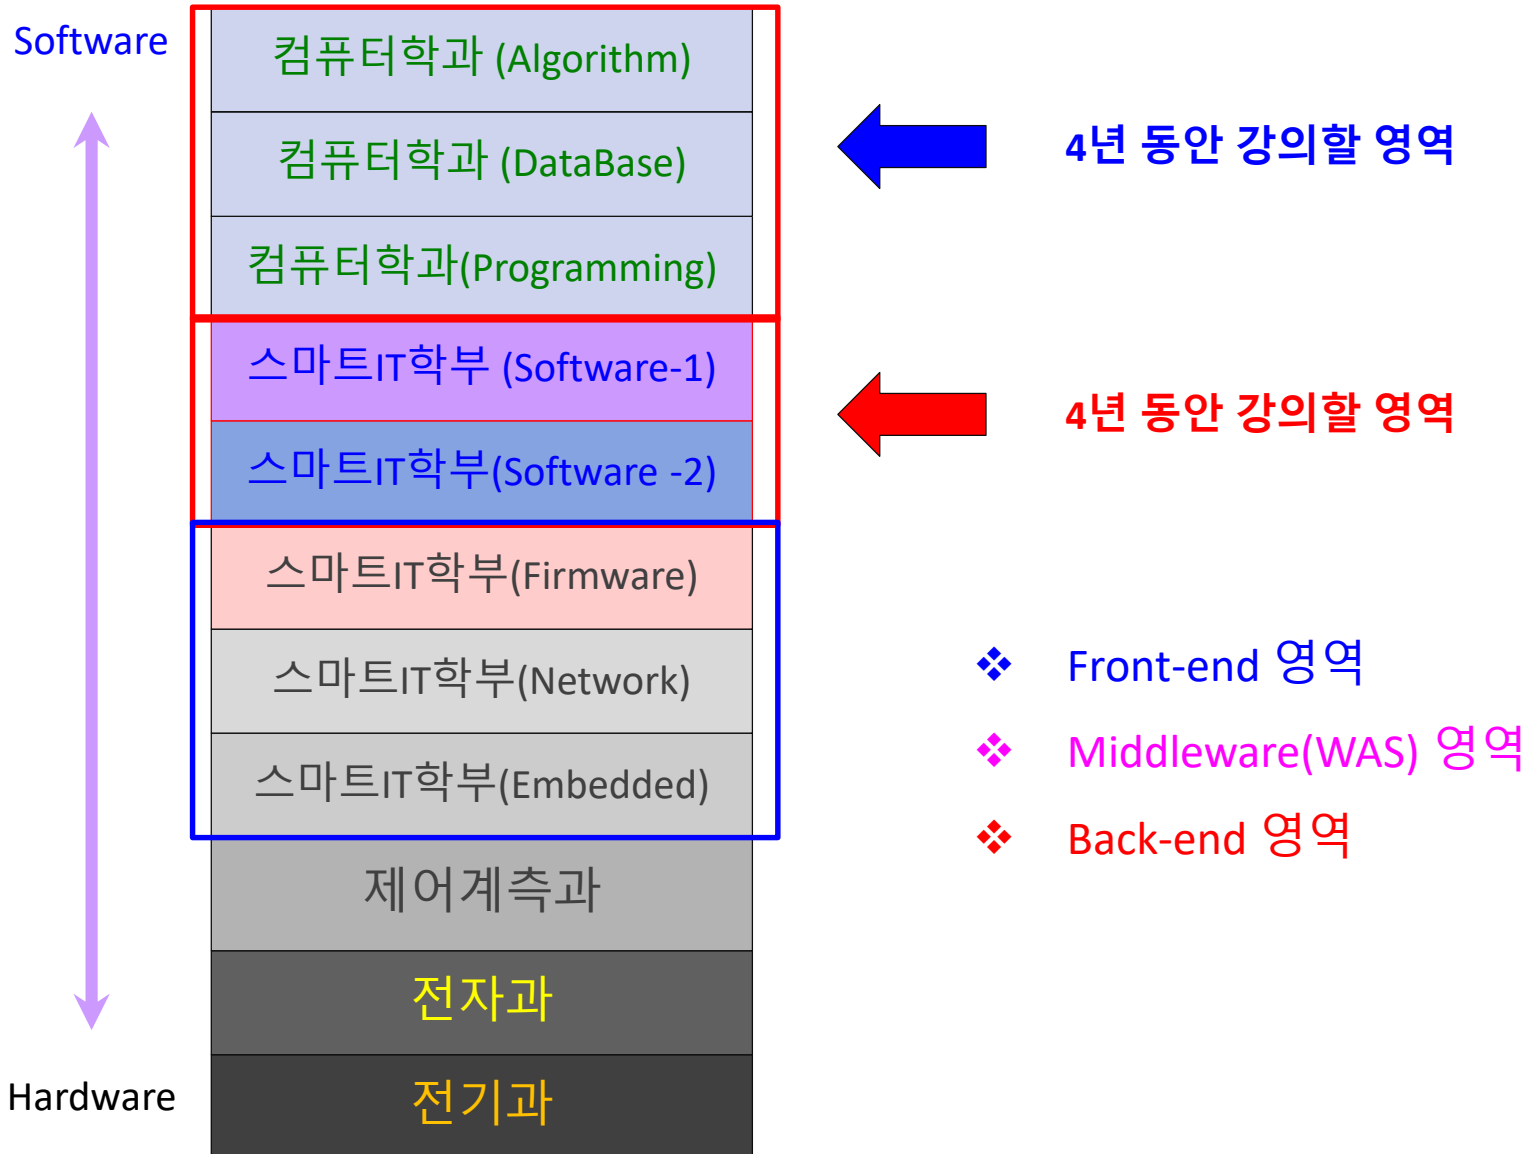 Software
컴퓨터학과 (Algorithm)
컴퓨터학과 (DataBase)
컴퓨터학과(Programming)
스마트IT학부 (Software-1)
스마트IT학부(Software -2)
스마트IT학부(Firmware)
스마트IT학부(Network)
스마트IT학부(Embedded)
제어계측과
전자과
전기과
Hardware
4년 동안 강의할 영역
4년 동안 강의할 영역
❖ Front-end 영역
❖ Middleware(WAS) 영역
❖ Back-end 영역